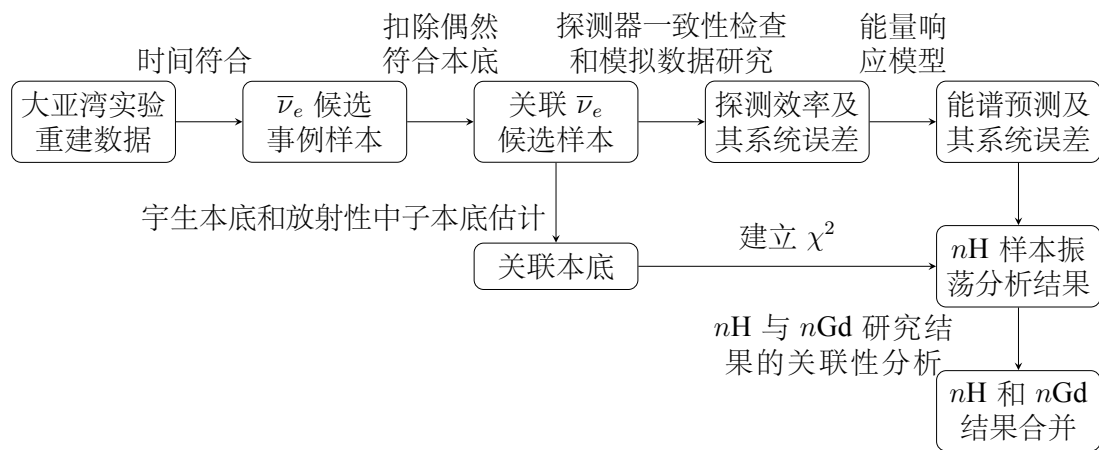 时间符合
扣除偶然
符合本底
探测器一致性检查
和模拟数据研究
能量响
应模型
大亚湾实验
重建数据
ν̅ₑ 候选
事例样本
关联 ν̅ₑ
候选样本
探测效率及
其系统误差
能谱预测及
其系统误差
宇生本底和放射性中子本底估计
建立 χ²
关联本底
nH 样本振
荡分析结果
nH 与 nGd 研究结
果的关联性分析
nH 和 nGd
结果合并